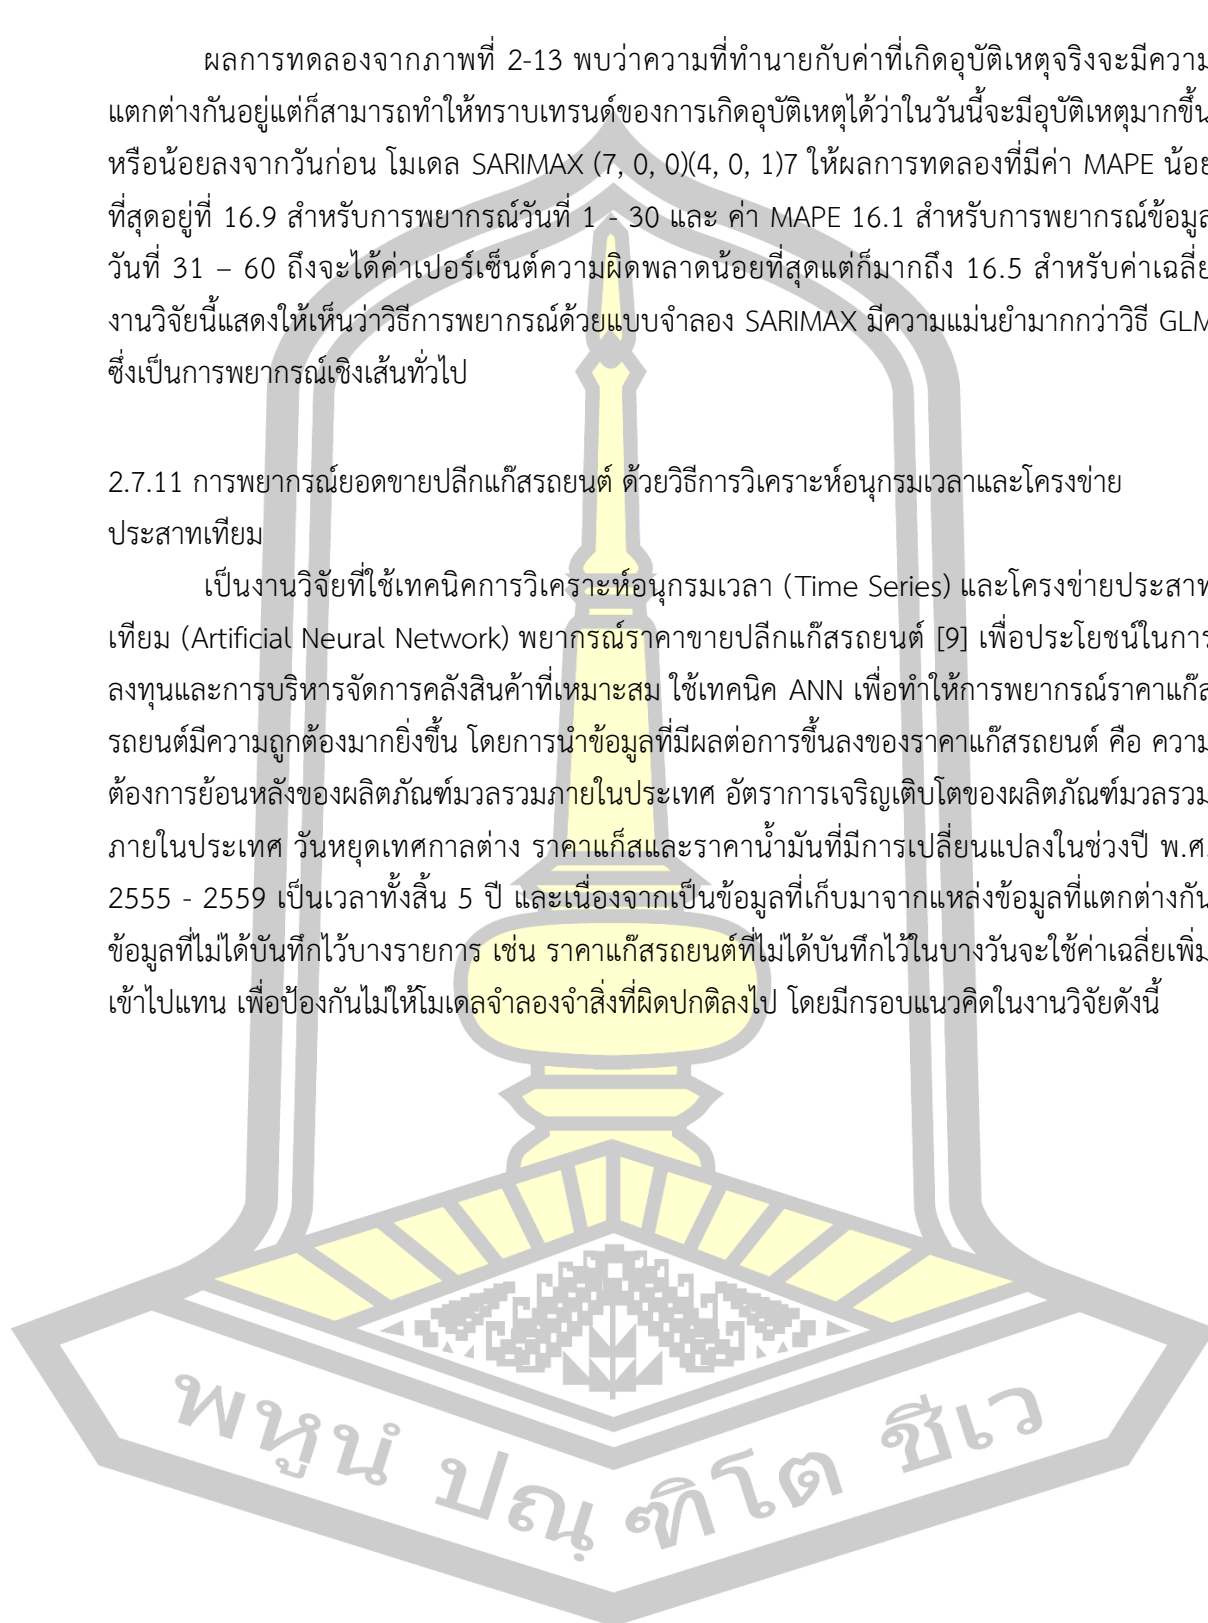 ผลการทดลองจากภาพที่ 2-13 พบว่าความที่ทำนายกับค่าที่เกิดอุบัติเหตุจริงจะมีความ
แตกต่างกันอยู่แต่ก็สามารถทำให้ทราบเทรนด์ของการเกิดอุบัติเหตุได้ว่าในวันนี้จะมีอุบัติเหตุมากขึ้น
หรือน้อยลงจากวันก่อน โมเดล SARIMAX (7, 0, 0)(4, 0, 1)7 ให้ผลการทดลองที่มีค่า MAPE น้อย
ที่สุดอยู่ที่ 16.9 สำหรับการพยากรณ์วันที่ 1 - 30 และ ค่า MAPE 16.1 สำหรับการพยากรณ์ข้อมูล
วันที่ 31 – 60 ถึงจะได้ค่าเปอร์เซ็นต์ความผิดพลาดน้อยที่สุดแต่ก็มากถึง 16.5 สำหรับค่าเฉลี่ย
งานวิจัยนี้แสดงให้เห็นว่าวิธีการพยากรณ์ด้วยแบบจำลอง SARIMAX มีความแม่นยำมากกว่าวิธี GLM
ซึ่งเป็นการพยากรณ์เชิงเส้นทั่วไป
2.7.11 การพยากรณ์ยอดขายปลีกแก๊สรถยนต์ ด้วยวิธีการวิเคราะห์อนุกรมเวลาและโครงข่าย
ประสาทเทียม
เป็นงานวิจัยที่ใช้เทคนิคการวิเคราะห์อนุกรมเวลา (Time Series) และโครงข่ายประสาท
เทียม (Artificial Neural Network) พยากรณ์ราคาขายปลีกแก๊สรถยนต์ [9] เพื่อประโยชน์ในการ
ลงทุนและการบริหารจัดการคลังสินค้าที่เหมาะสม ใช้เทคนิค ANN เพื่อทำให้การพยากรณ์ราคาแก๊ส
รถยนต์มีความถูกต้องมากยิ่งขึ้น โดยการนำข้อมูลที่มีผลต่อการขึ้นลงของราคาแก๊สรถยนต์ คือ ความ
ต้องการย้อนหลังของผลิตภัณฑ์มวลรวมภายในประเทศ อัตราการเจริญเติบโตของผลิตภัณฑ์มวลรวม
ภายในประเทศ วันหยุดเทศกาลต่าง ราคาแก็สและราคาน้ำมันที่มีการเปลี่ยนแปลงในช่วงปี พ.ศ.
2555 - 2559 เป็นเวลาทั้งสิ้น 5 ปี และเนื่องจากเป็นข้อมูลที่เก็บมาจากแหล่งข้อมูลที่แตกต่างกัน
ข้อมูลที่ไม่ได้บันทึกไว้บางรายการ เช่น ราคาแก๊สรถยนต์ที่ไม่ได้บันทึกไว้ในบางวันจะใช้ค่าเฉลี่ยเพิ่ม
เข้าไปแทน เพื่อป้องกันไม่ให้โมเดลจำลองจำสิ่งที่ผิดปกติลงไป โดยมีกรอบแนวคิดในงานวิจัยดังนี้
พหูนํ ปณฺ ฑิโต ชีเว